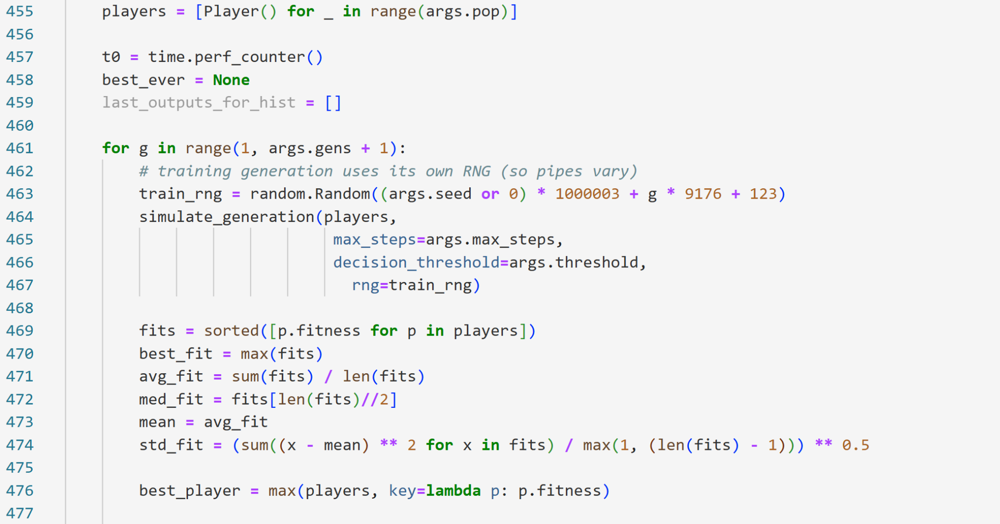 455 players = [Player() for _ in range(args.pop)]
456
457 t0 = time.perf_counter()
458 best_ever = None
459 last_outputs_for_hist = []
460
461 for g in range(1, args.gens + 1):
462 # training generation uses its own RNG (so pipes vary)
463 train_rng = random.Random((args.seed or 0) * 1000003 + g * 9176 + 123)
464 simulate_generation(players,
465 max_steps=args.max_steps,
466 decision_threshold=args.threshold,
467 rng=train_rng)
468
469 fits = sorted([p.fitness for p in players])
470 best_fit = max(fits)
471 avg_fit = sum(fits) / len(fits)
472 med_fit = fits[len(fits)//2]
473 mean = avg_fit
474 std_fit = (sum((x - mean) ** 2 for x in fits) / max(1, (len(fits) - 1))) ** 0.5
475
476 best_player = max(players, key=lambda p: p.fitness)
477